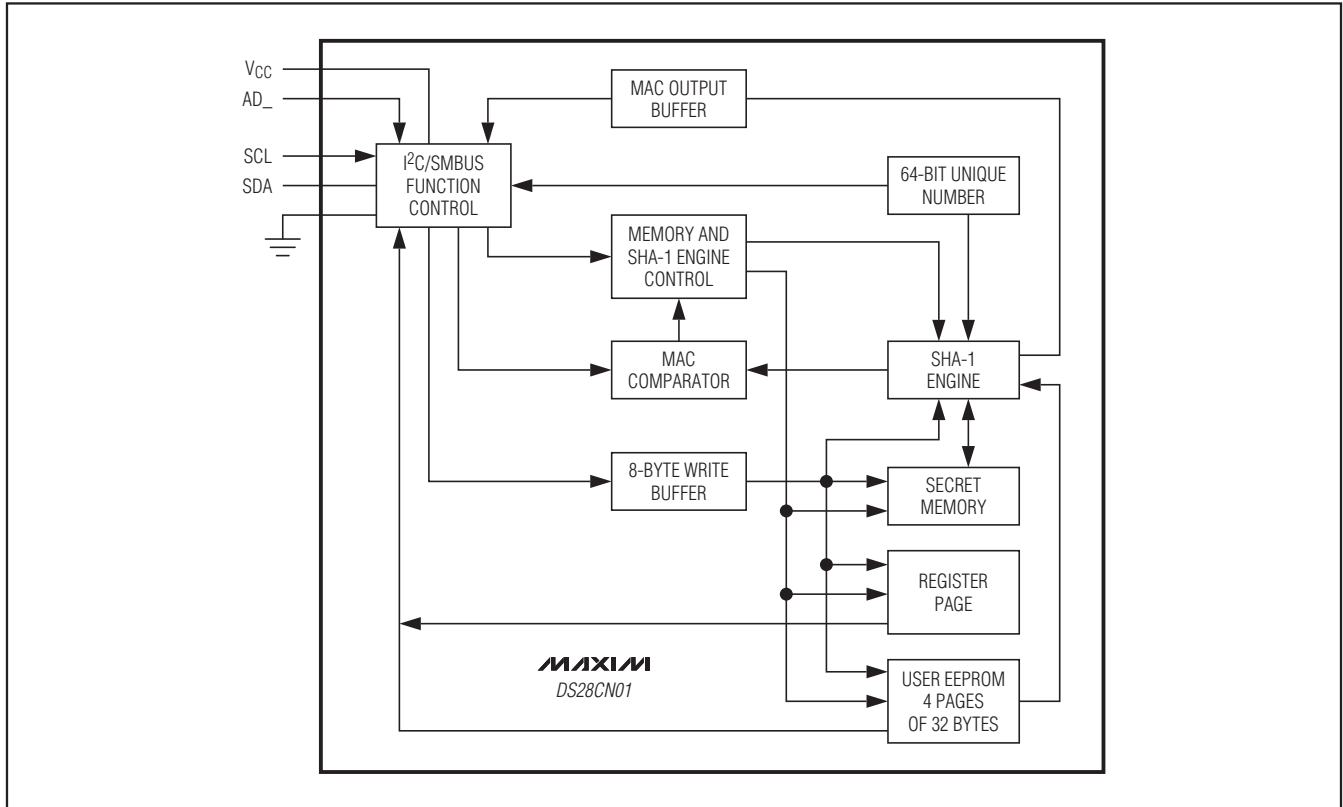 VCC
AD_
SCL
SDA
I2C/SMBUS
FUNCTION
CONTROL
MAC OUTPUT
BUFFER
64-BIT UNIQUE
NUMBER
MEMORY AND
SHA-1 ENGINE
CONTROL
MAC
COMPARATOR
SHA-1
ENGINE
8-BYTE WRITE
BUFFER
SECRET
MEMORY
REGISTER
PAGE
USER EEPROM
4 PAGES
OF 32 BYTES
MAXIM
DS28CN01